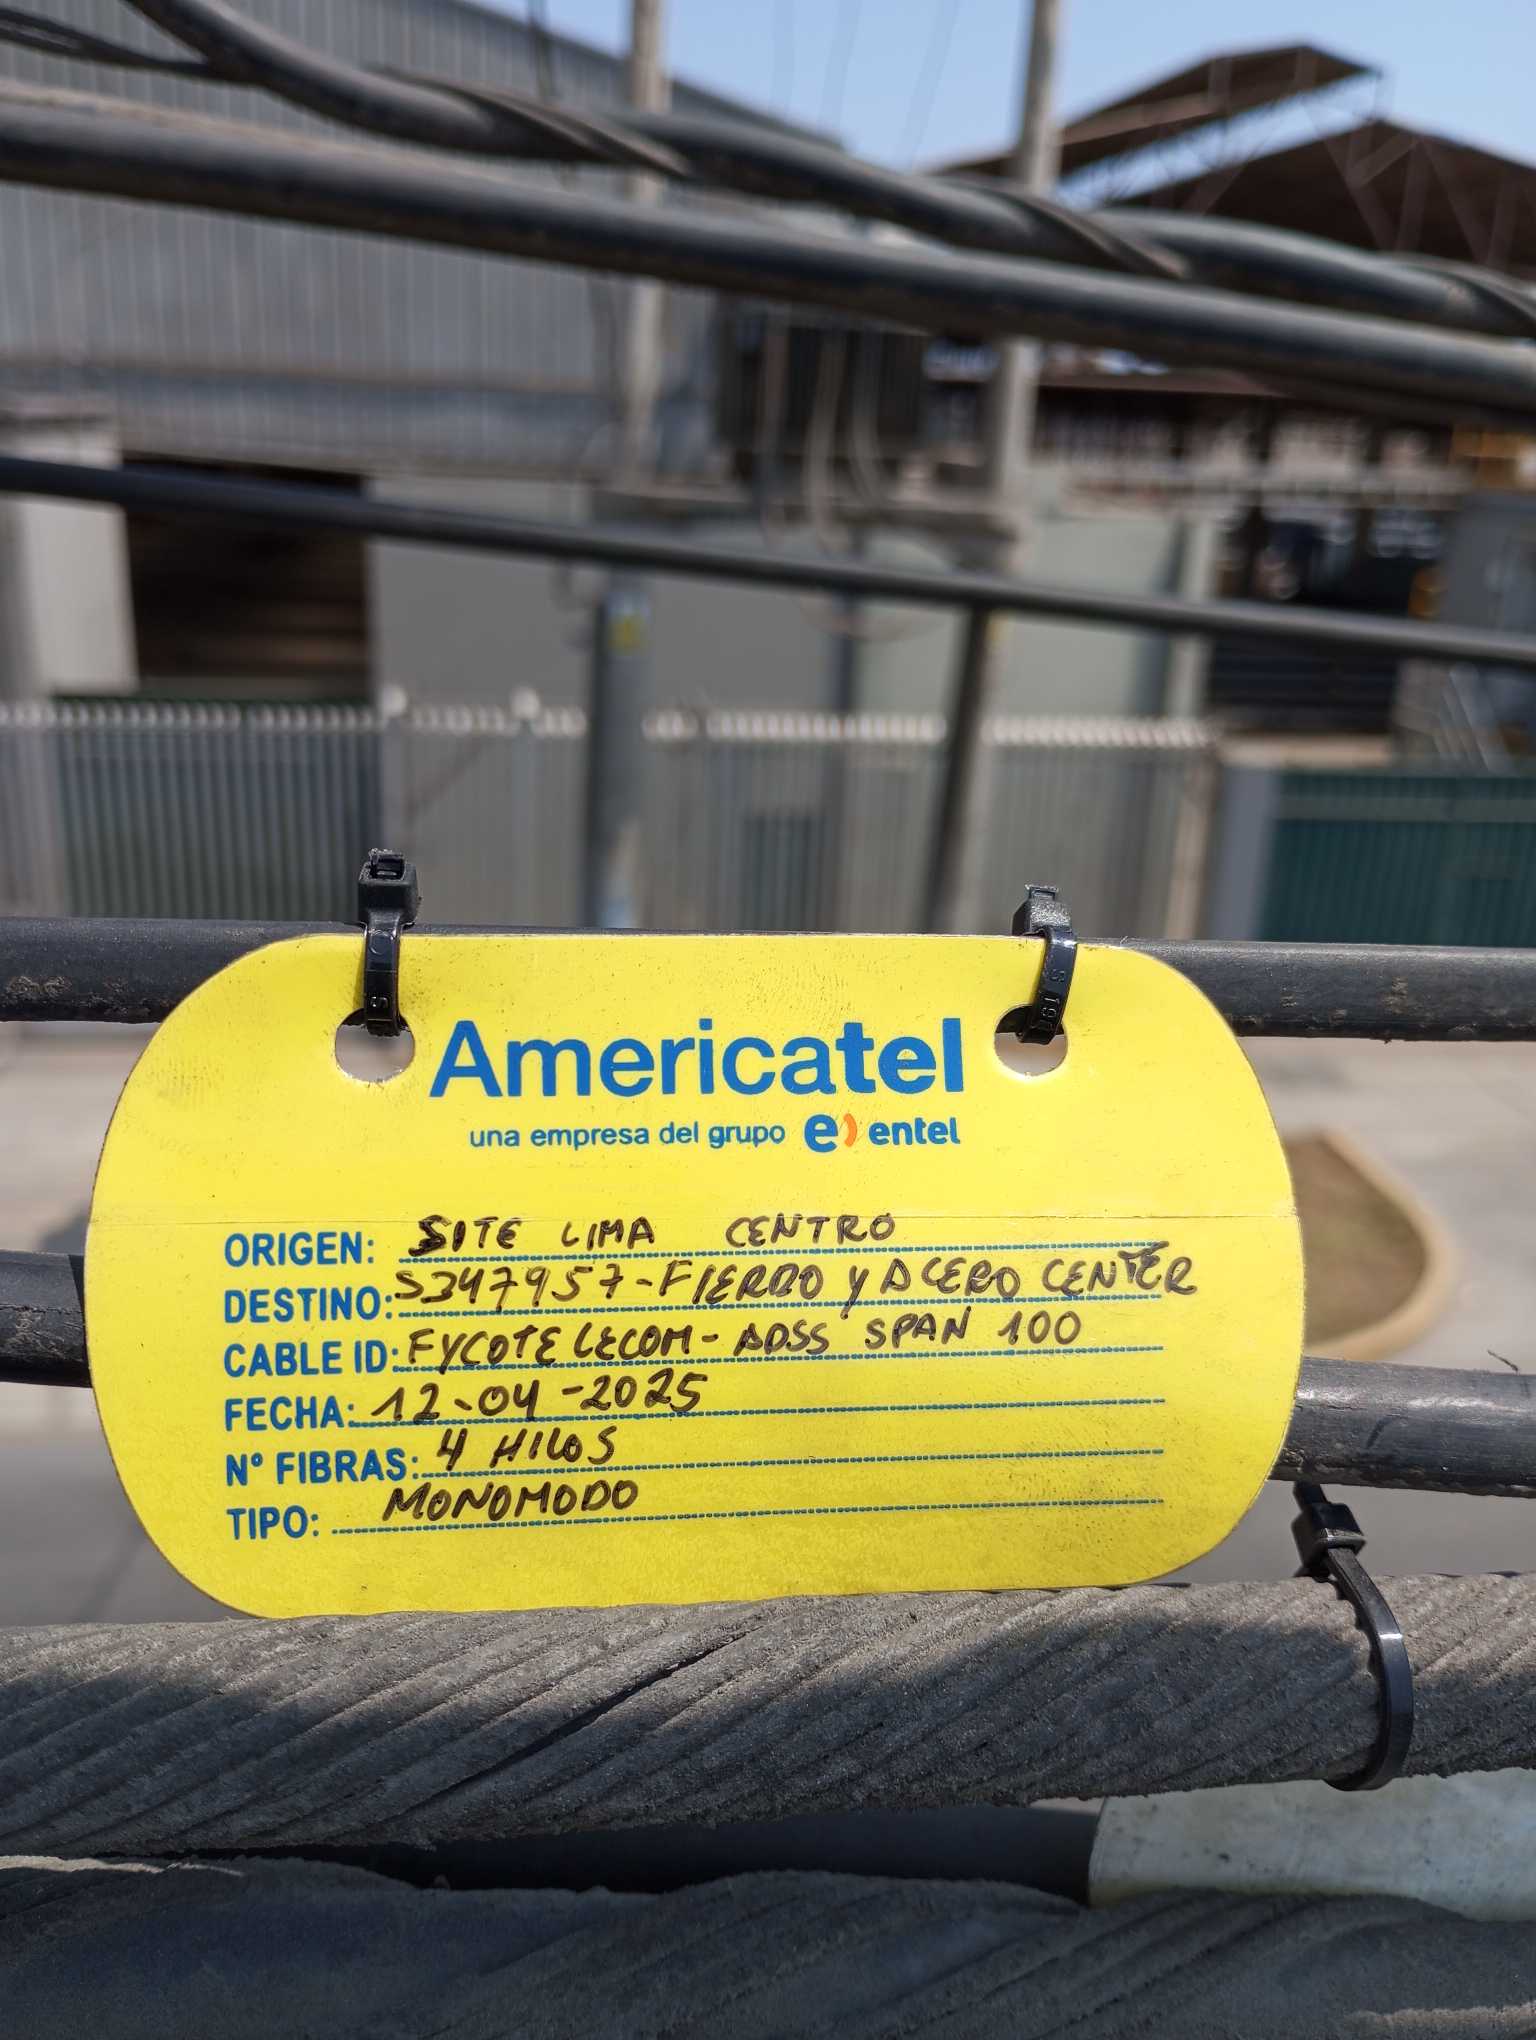 Americatel
una empresa del grupo e) entel
ORIGEN: SITE LIMA CENTRO
DESTINO: S347957-FIERRO Y ACERO CENTER
CABLE ID: FYCOTELECOM- ADSS SPAN 100
FECHA: 12-04-2025
N° FIBRAS: 4 HILOS
TIPO: MONOMODO